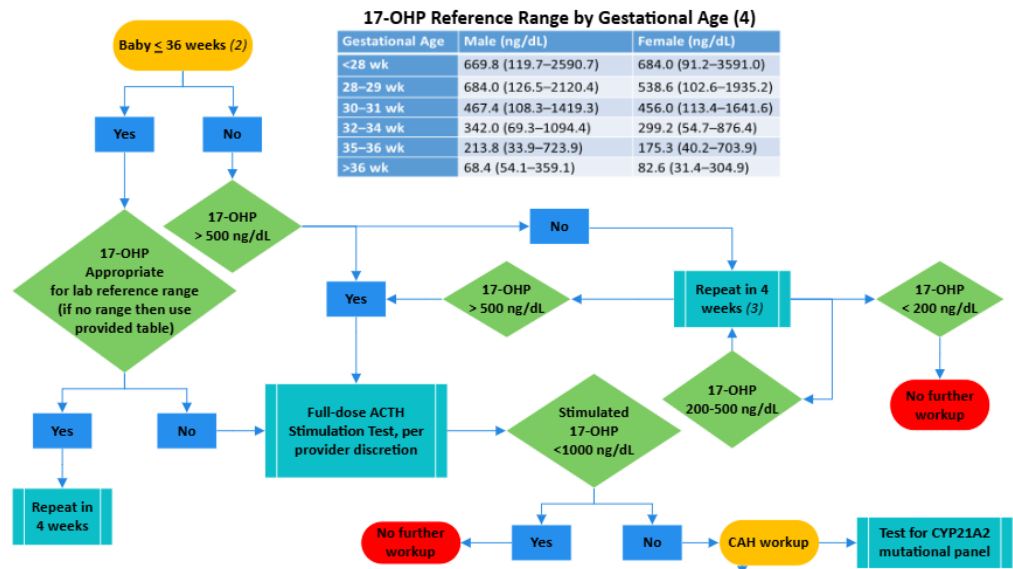 17-OHP Reference Range by Gestational Age (4)
Gestational Age Male (ng/dL) Female (ng/dL)
<28 wk 669.8 (119.7–2590.7) 684.0 (91.2–3591.0)
28–29 wk 684.0 (126.5–2120.4) 538.6 (102.6–1935.2)
30–31 wk 467.4 (108.3–1419.3) 456.0 (113.4–1641.6)
32–34 wk 342.0 (69.3–1094.4) 299.2 (54.7–876.4)
35–36 wk 213.8 (33.9–723.9) 175.3 (40.2–703.9)
>36 wk 68.4 (54.1–359.1) 82.6 (31.4–304.9)
Baby ≤ 36 weeks (2)
Yes
No
17-OHP
> 500 ng/dL
No
17-OHP
Appropriate
for lab reference range
(if no range then use
provided table)
Yes
17-OHP
> 500 ng/dL
Repeat in 4
weeks (3)
17-OHP
< 200 ng/dL
Yes
No
Full-dose ACTH
Stimulation Test, per
provider discretion
Stimulated
17-OHP
<1000 ng/dL
17-OHP
200-500 ng/dL
No further
workup
Repeat in
4 weeks
No further
workup
Yes
No
CAH workup
Test for CYP21A2
mutational panel